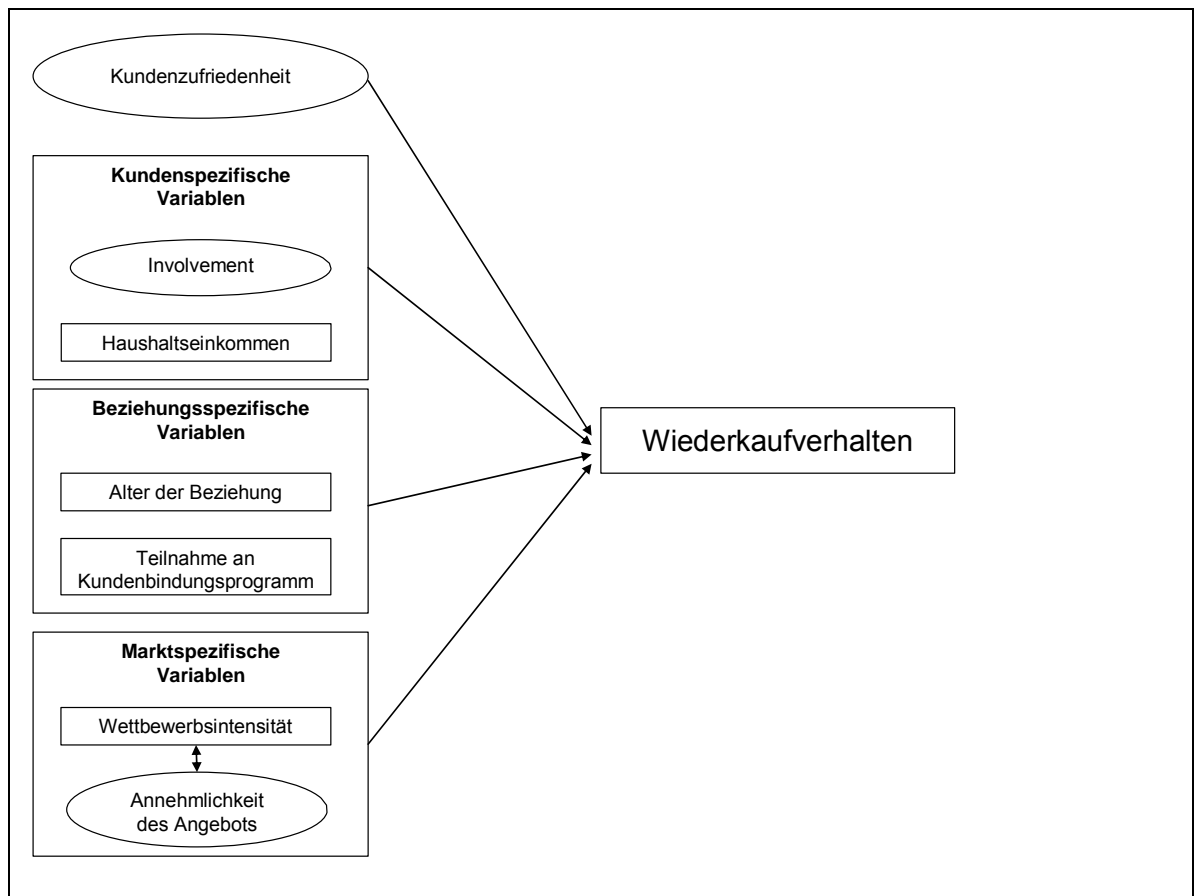 Kundenzufriedenheit
Kundenspezifische
Variablen
Involvement
Haushaltseinkommen
Beziehungsspezifische
Variablen
Alter der Beziehung
Teilnahme an
Kundenbindungsprogramm
Marktspezifische
Variablen
Wettbewerbsintensität
Annehmlichkeit
des Angebots
Wiederkaufverhalten